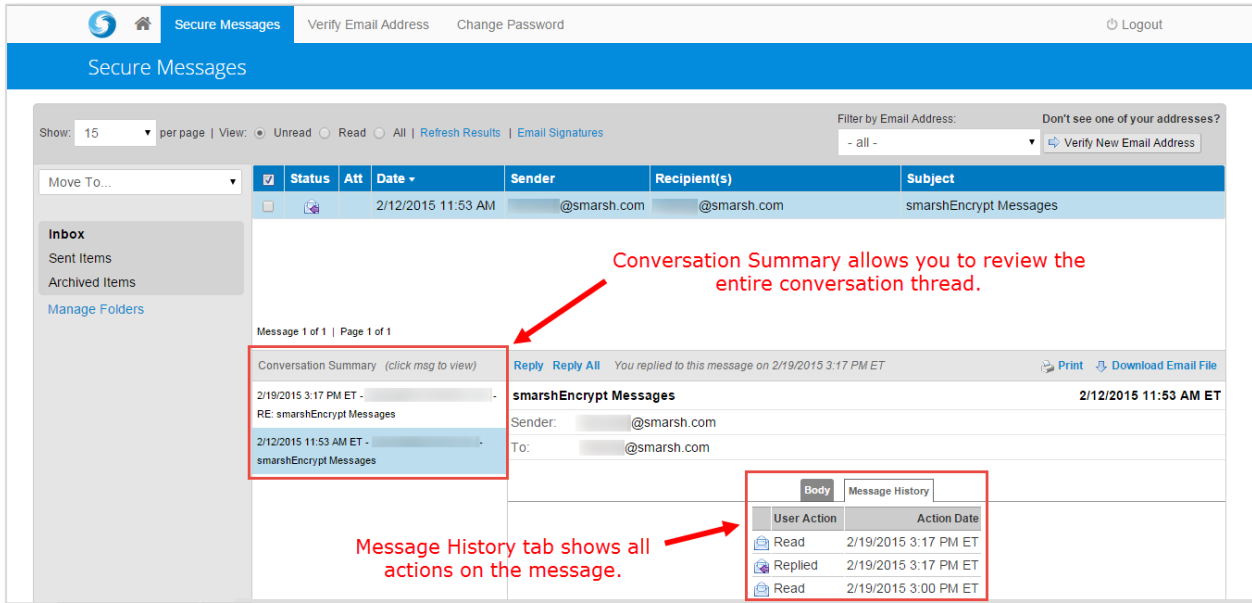 Secure Messages Verify Email Address Change Password Logout
Secure Messages
Filter by Email Address: Don't see one of your addresses?
Show: 15 per page | View: Unread Read All | Refresh Results | Email Signatures
- all - Verify New Email Address
Move To...
Status Att Date Sender Recipient(s) Subject
2/12/2015 11:53 AM @smarsh.com @smarsh.com smarshEncrypt Messages
Inbox
Sent Items
Archived Items
Manage Folders
Conversation Summary allows you to review the
entire conversation thread.
Message 1 of 1 | Page 1 of 1
Conversation Summary (click msg to view)
2/19/2015 3:17 PM ET - -
RE: smarshEncrypt Messages
2/12/2015 11:53 AM ET - -
smarshEncrypt Messages
Reply Reply All You replied to this message on 2/19/2015 3:17 PM ET Print Download Email File
smarshEncrypt Messages 2/12/2015 11:53 AM ET
Sender: @smarsh.com
To: @smarsh.com
Body Message History
User Action Action Date
Read 2/19/2015 3:17 PM ET
Replied 2/19/2015 3:17 PM ET
Read 2/19/2015 3:00 PM ET
Message History tab shows all
actions on the message.